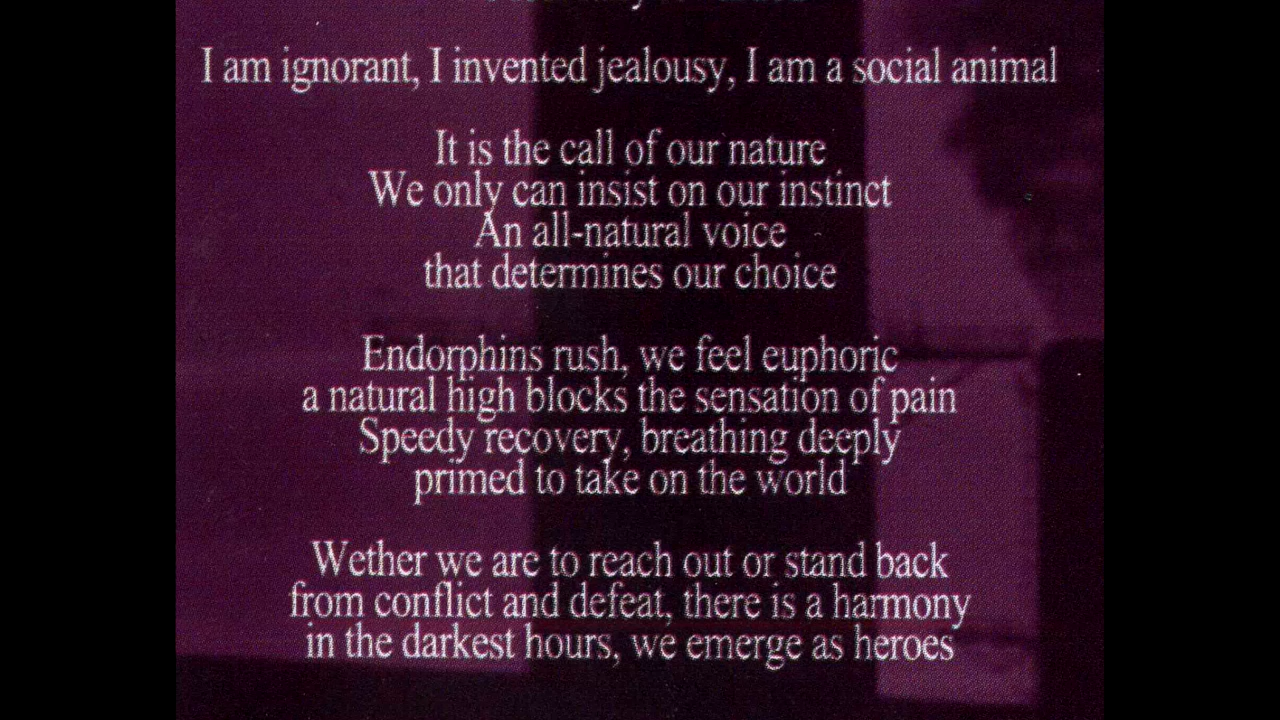 I am ignorant, I invented jealousy, I am a social animal
It is the call of our nature
We only can insist on our instinct
An all-natural voice
that determines our choice
Endorphins rush, we feel euphoric
a natural high blocks the sensation of pain
Speedy recovery, breathing deeply
primed to take on the world
Wether we are to reach out or stand back
from conflict and defeat, there is a harmony
in the darkest hours, we emerge as heroes